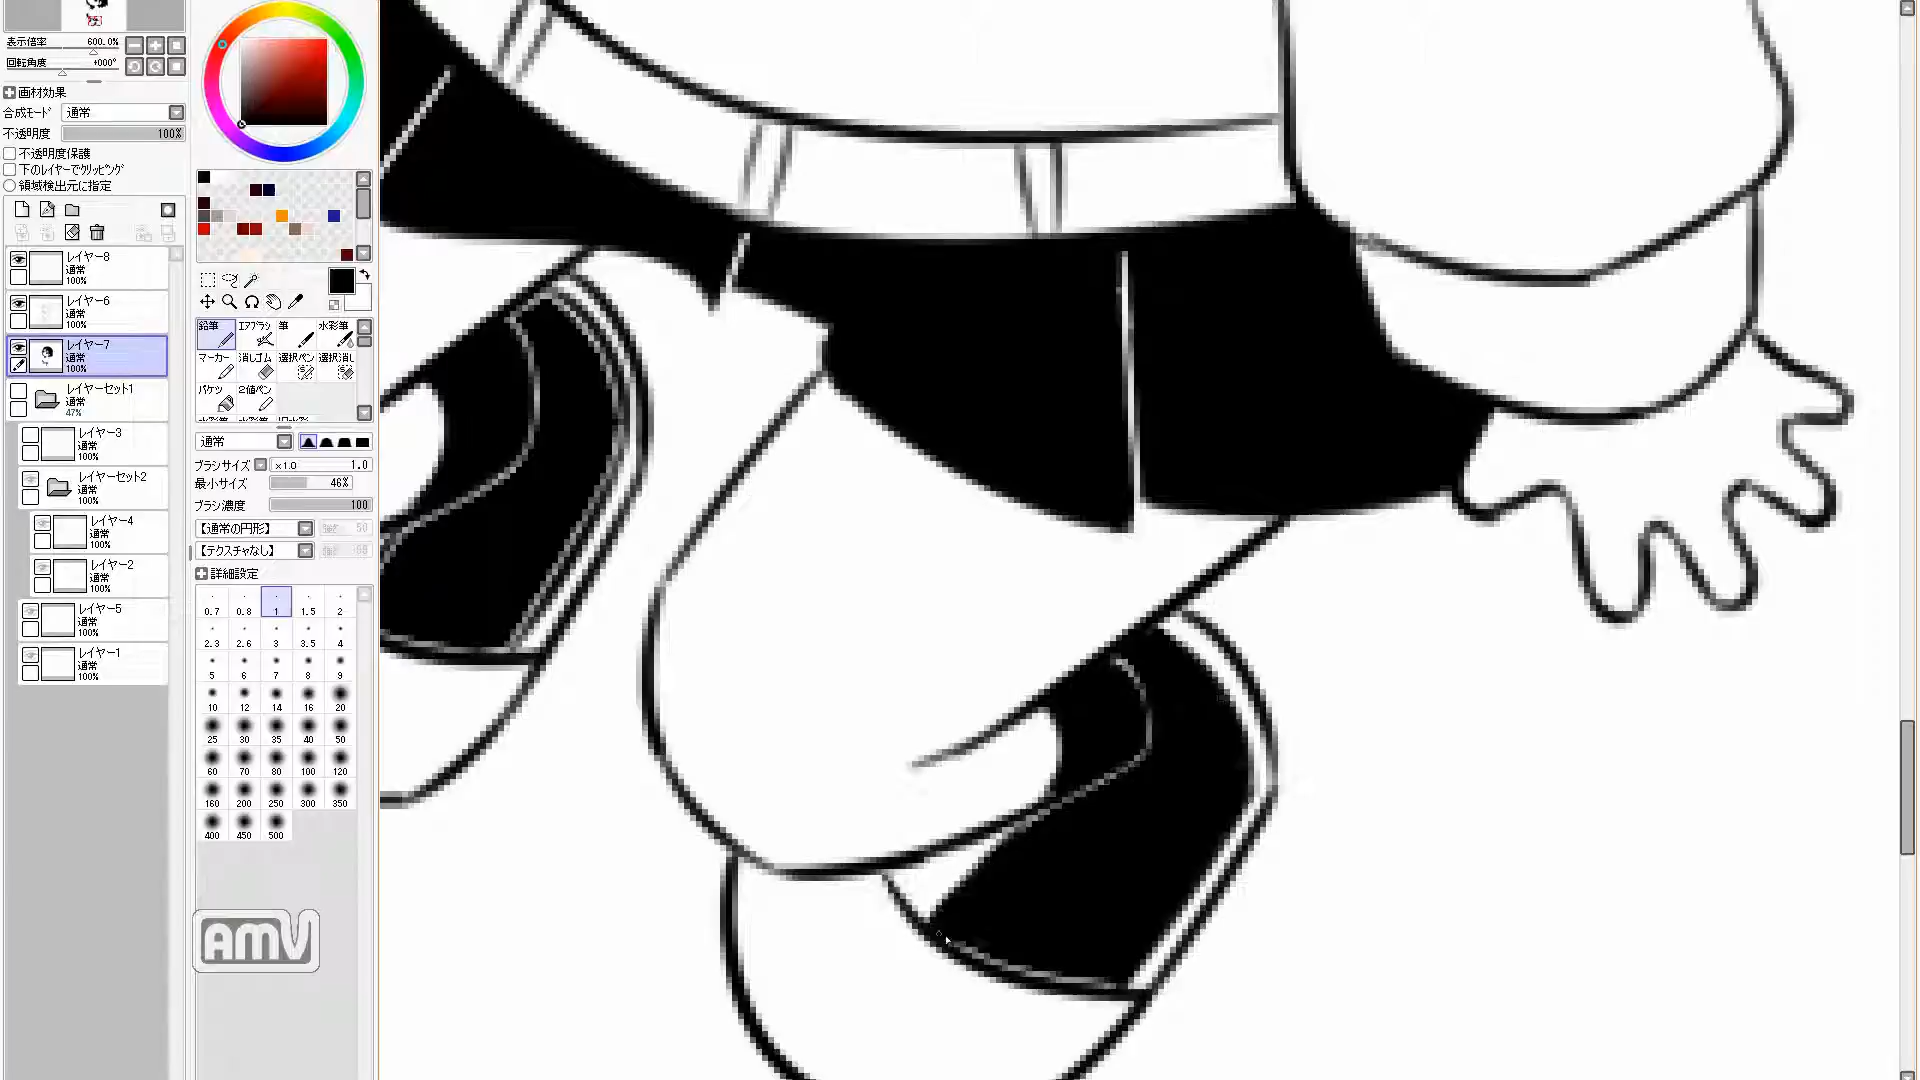 表示倍率 600.0%
回転角度 +000°
画材効果
合成モード 通常
不透明度 100%
不透明度保護
下のレイヤーでクリッピング
領域検出元に指定
レイヤー8
通常
100%
レイヤー6
通常
100%
レイヤー7
通常
100%
レイヤーセット1
通常
47%
レイヤー3
通常
100%
レイヤーセット2
通常
100%
レイヤー4
通常
100%
レイヤー2
通常
100%
レイヤー5
通常
100%
レイヤー1
通常
100%
鉛筆 エアブラシ 筆 水彩筆
マーカー 消しゴム 選択ペン 選択消し
バケツ 2値ペン
通常
ブラシサイズ x1.0 1.0
最小サイズ 46%
ブラシ濃度 100
【通常の円形】 強さ 50
【テクスチャなし】
詳細設定
0.7 0.8 1 1.5 2
2.3 2.6 3 3.5 4
5 6 7 8 9
10 12 14 16 20
25 30 35 40 50
60 70 80 100 120
160 200 250 300 350
400 450 500
AMV